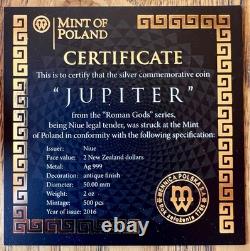 MINT OF
POLAND
CERTIFICATE
This is to certify that the silver commemorative coin
"JUPITER"
from the "Roman Gods" series,
being Niue legal tender, was struck at the Mint
of Poland in conformity with the following specification:
Issuer: Niue
Face value: 2 New Zealand dollars
Metal: Ag 999
Decoration: antique finish
Diameter: 50.00 mm
Weight: 2 oz
Mintage: 500 pcs
Year of issue: 2016
MENNICA POLSKA S.A.